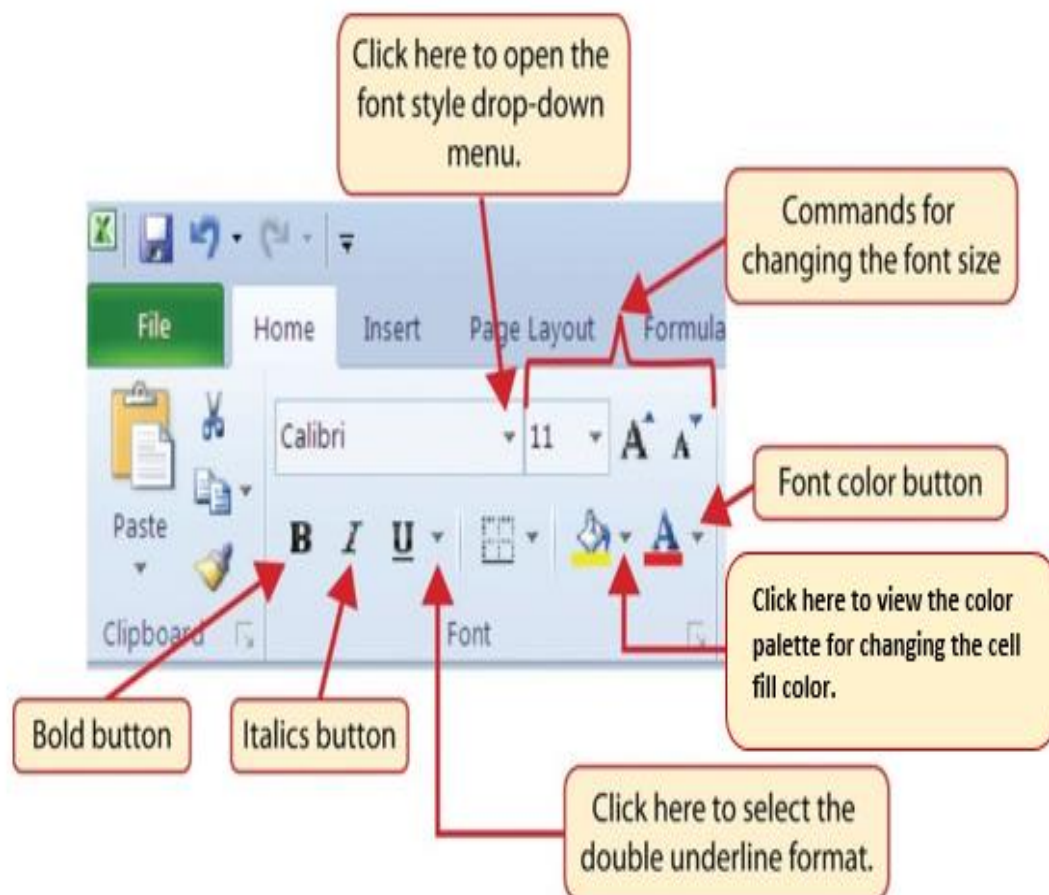 Click here to open the
font style drop-down
menu.
Commands for
changing the font size
File
Home
Insert
Page Layout
Formula
Calibri
11
A
A
Font color button
Paste
B
I
U
A
Click here to view the color
palette for changing the cell
fill color.
Clipboard
Font
Bold button
Italics button
Click here to select the
double underline format.